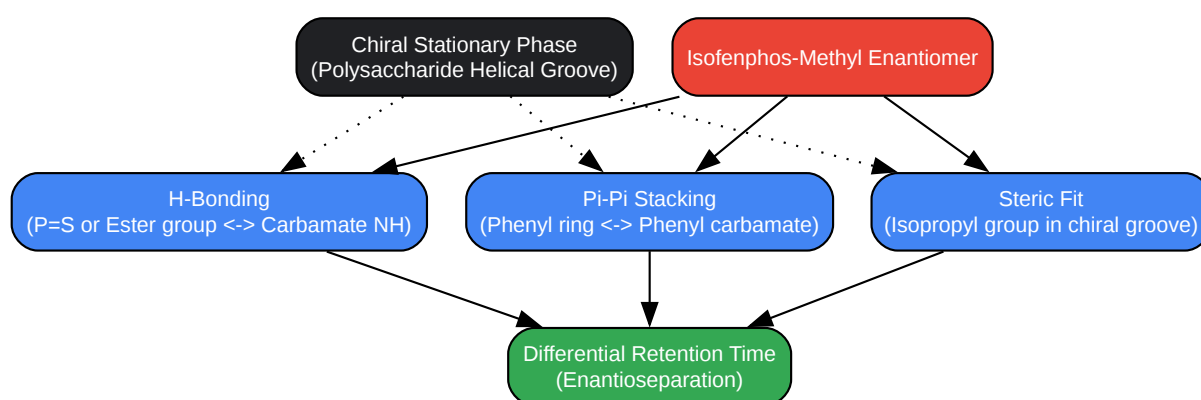 Chiral Stationary Phase
(Polysaccharide Helical Groove)
Isofenphos-Methyl Enantiomer
H-Bonding
(P=S or Ester group <-> Carbamate NH)
Pi-Pi Stacking
(Phenyl ring <-> Phenyl carbamate)
Steric Fit
(Isopropyl group in chiral groove)
Differential Retention Time
(Enantioseparation)